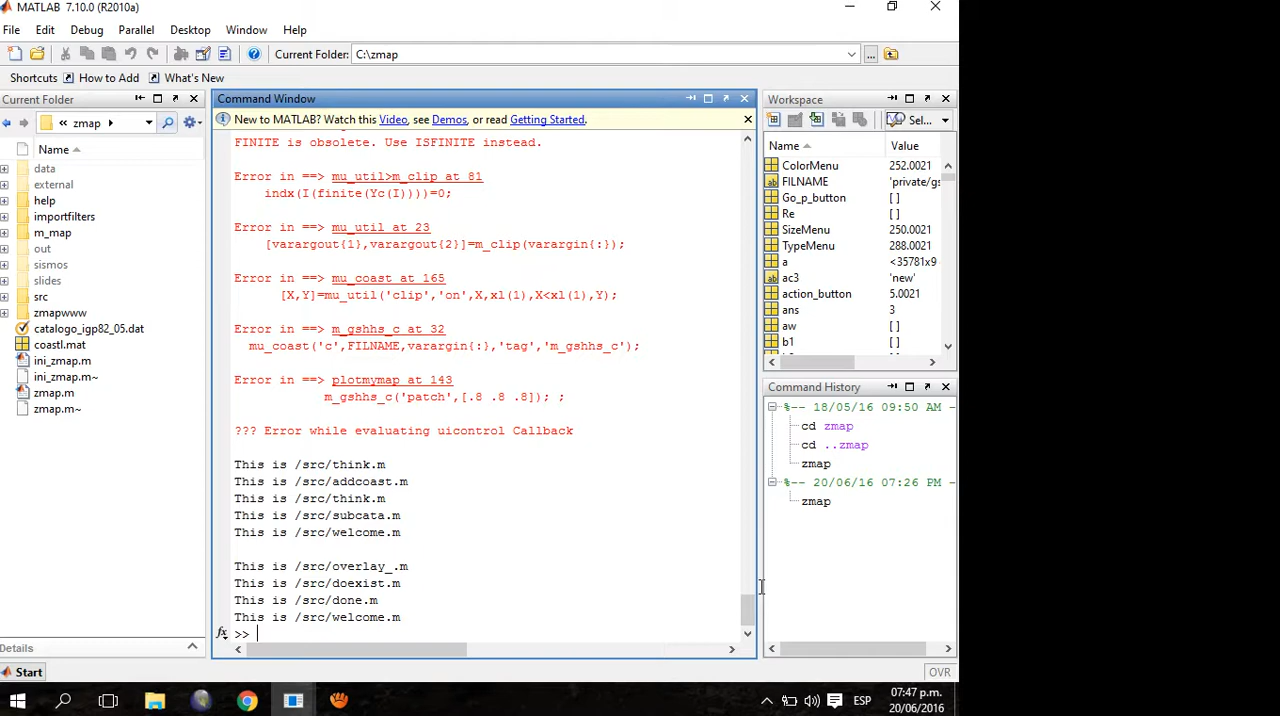 MATLAB 7.10.0 (R2010a)
File Edit Debug Parallel Desktop Window Help
Current Folder: C:\zmap
Shortcuts How to Add What's New
Current Folder
« zmap
Name
data
external
help
importfilters
m_map
out
sismos
slides
src
zmapwww
catalogo_igp82_05.dat
coastl.mat
ini_zmap.m
ini_zmap.m~
zmap.m
zmap.m~
Details
Command Window
New to MATLAB? Watch this Video, see Demos, or read Getting Started.
FINITE is obsolete. Use ISFINITE instead.
Error in ==> mu_util>m_clip at 81
indx(I(finite(Yc(I))))=0;
Error in ==> mu_util at 23
[varargout{1},varargout{2}]=m_clip(varargin{:});
Error in ==> mu_coast at 165
[X,Y]=mu_util('clip','on',X,xl(1),X<xl(1),Y);
Error in ==> m_gshhs_c at 32
mu_coast('c',FILNAME,varargin{:},'tag','m_gshhs_c');
Error in ==> plotmymap at 143
m_gshhs_c('patch',[.8 .8 .8]); ;
??? Error while evaluating uicontrol Callback
This is /src/think.m
This is /src/addcoast.m
This is /src/think.m
This is /src/subcata.m
This is /src/welcome.m
This is /src/overlay_.m
This is /src/doexist.m
This is /src/done.m
This is /src/welcome.m
fx >>
Workspace
Sel...
Name Value
ColorMenu 252.0021
FILNAME 'private/gs
Go_p_button [ ]
Re [ ]
SizeMenu 250.0021
TypeMenu 288.0021
a <35781x9
ac3 'new'
action_button 5.0021
ans 3
aw [ ]
b1 [ ]
Command History
%-- 18/05/16 09:50 AM -
cd zmap
cd ..zmap
zmap
%-- 20/06/16 07:26 PM -
zmap
Start
OVR
ESP
07:47 p.m.
20/06/2016